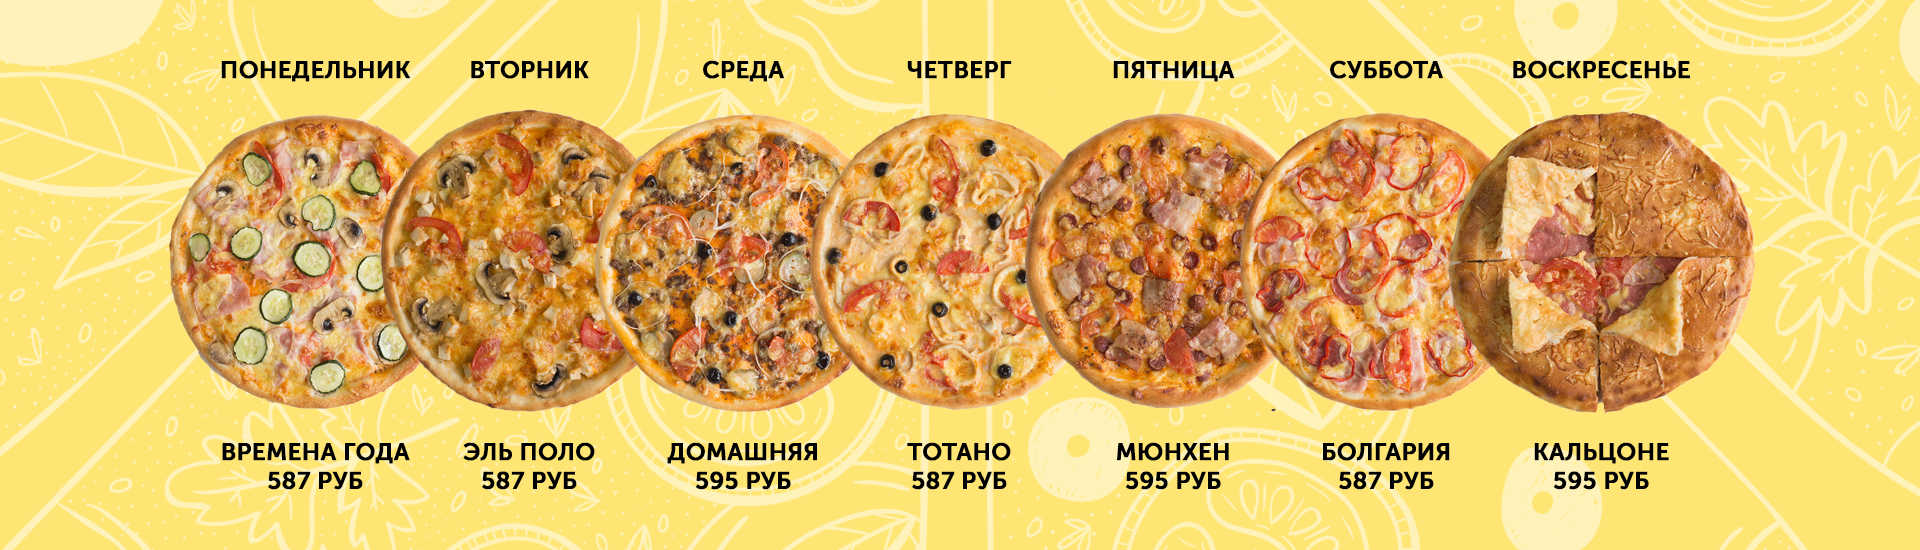 ПОНЕДЕЛЬНИК
ВТОРНИК
СРЕДА
ЧЕТВЕРГ
ПЯТНИЦА
СУББОТА
ВОСКРЕСЕНЬЕ
ВРЕМЕНА ГОДА
587 РУБ
ЭЛЬ ПОЛО
587 РУБ
ДОМАШНЯЯ
595 РУБ
ТОТАНО
587 РУБ
МЮНХЕН
595 РУБ
БОЛГАРИЯ
587 РУБ
КАЛЬЦОНЕ
595 РУБ